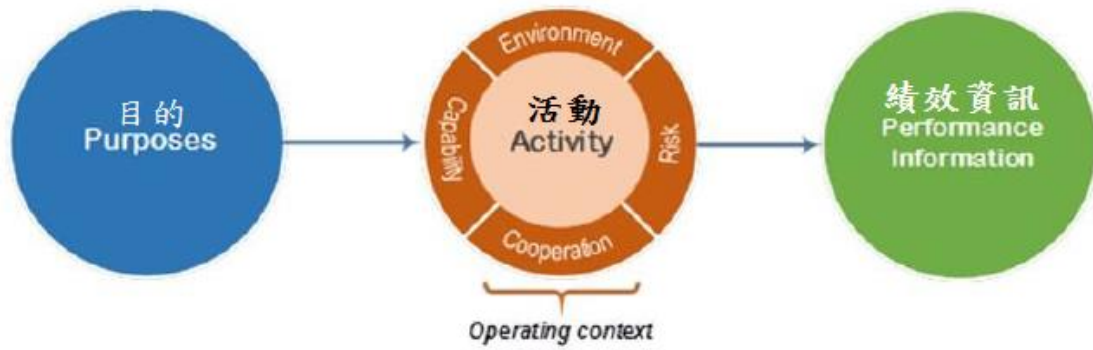 目的
Purposes
Environment
Capability
活動
Activity
Risk
Cooperation
Operating context
績效資訊
Performance
Information